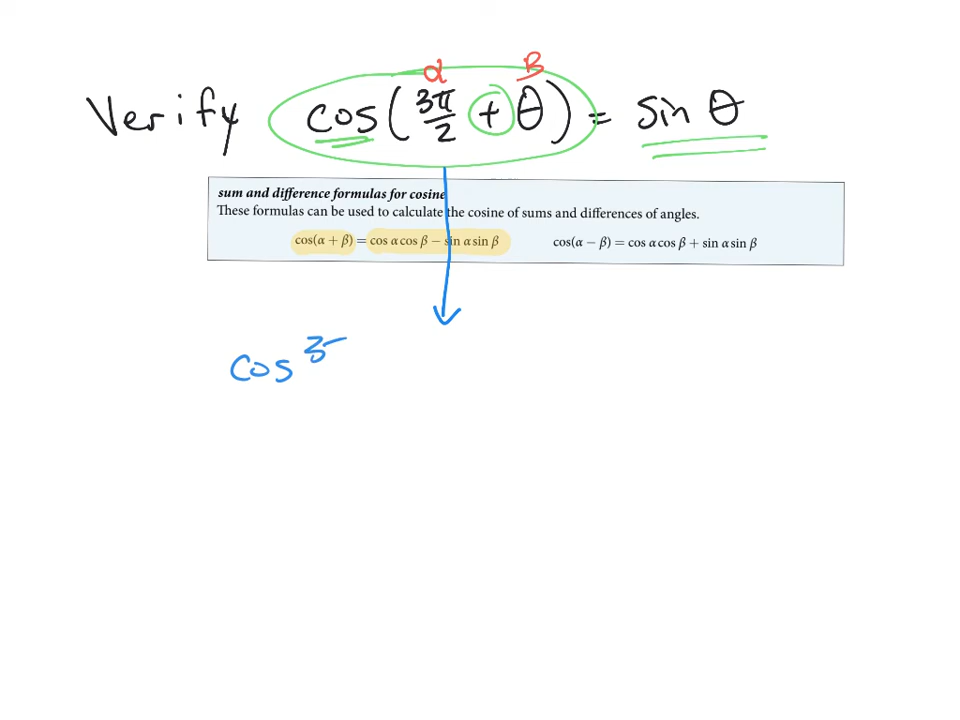 α β
Verify cos(3π/2 + θ) = sin θ
sum and difference formulas for cosine
These formulas can be used to calculate the cosine of sums and differences of angles.
cos(α + β) = cos α cos β − sin α sin β cos(α − β) = cos α cos β + sin α sin β
cos 3